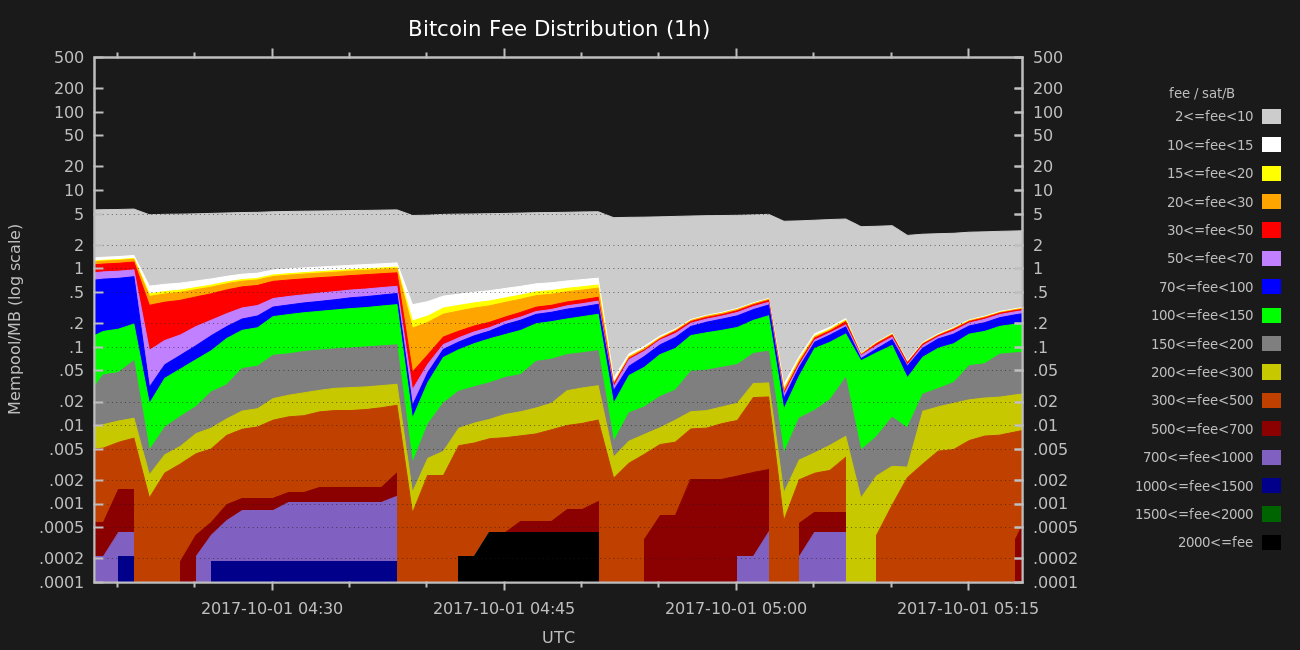 Bitcoin Fee Distribution (1h)
Mempool/MB (log scale)
500
200
100
50
20
10
5
2
1
.5
.2
.1
.05
.02
.01
.005
.002
.001
.0005
.0002
.0001
500
200
100
50
20
10
5
2
1
.5
.2
.1
.05
.02
.01
.005
.002
.001
.0005
.0002
.0001
fee / sat/B
2<=fee<10
10<=fee<15
15<=fee<20
20<=fee<30
30<=fee<50
50<=fee<70
70<=fee<100
100<=fee<150
150<=fee<200
200<=fee<300
300<=fee<500
500<=fee<700
700<=fee<1000
1000<=fee<1500
1500<=fee<2000
2000<=fee
2017-10-01 04:30 2017-10-01 04:45 2017-10-01 05:00 2017-10-01 05:15
UTC